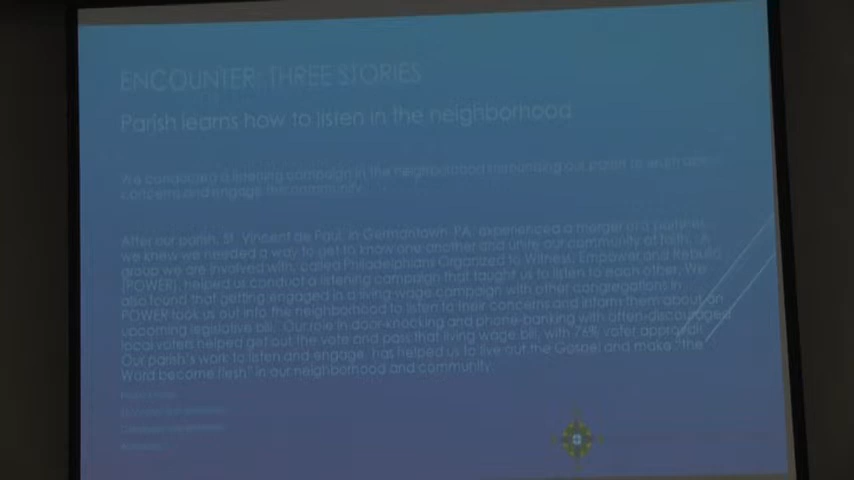 ENCOUNTER: THREE STORIES
Parish learns how to listen in the neighborhood
We conducted a listening campaign in the neighborhood surrounding our parish to learn about
concerns and engage the community.
After our parish, St. Vincent de Paul, in Germantown, PA, experienced a merger of parishes,
we knew we needed a way to get to know one another and unite our community of faith. A
group we are involved with, called Philadelphians Organized to Witness, Empower and Rebuild
(POWER), helped us conduct a listening campaign that taught us to listen to each other. We
also found that getting engaged in a living-wage campaign with other congregations in
POWER took us out into the neighborhood to listen to their concerns and inform them about an
upcoming legislative bill. Our role in door-knocking and phone-banking with often-discouraged
local voters helped get out the vote and pass that living wage bill, with 76% voter approval!
Our parish's work to listen and engage has helped us to live out the Gospel and make "the
Word become flesh" in our neighborhood and community.